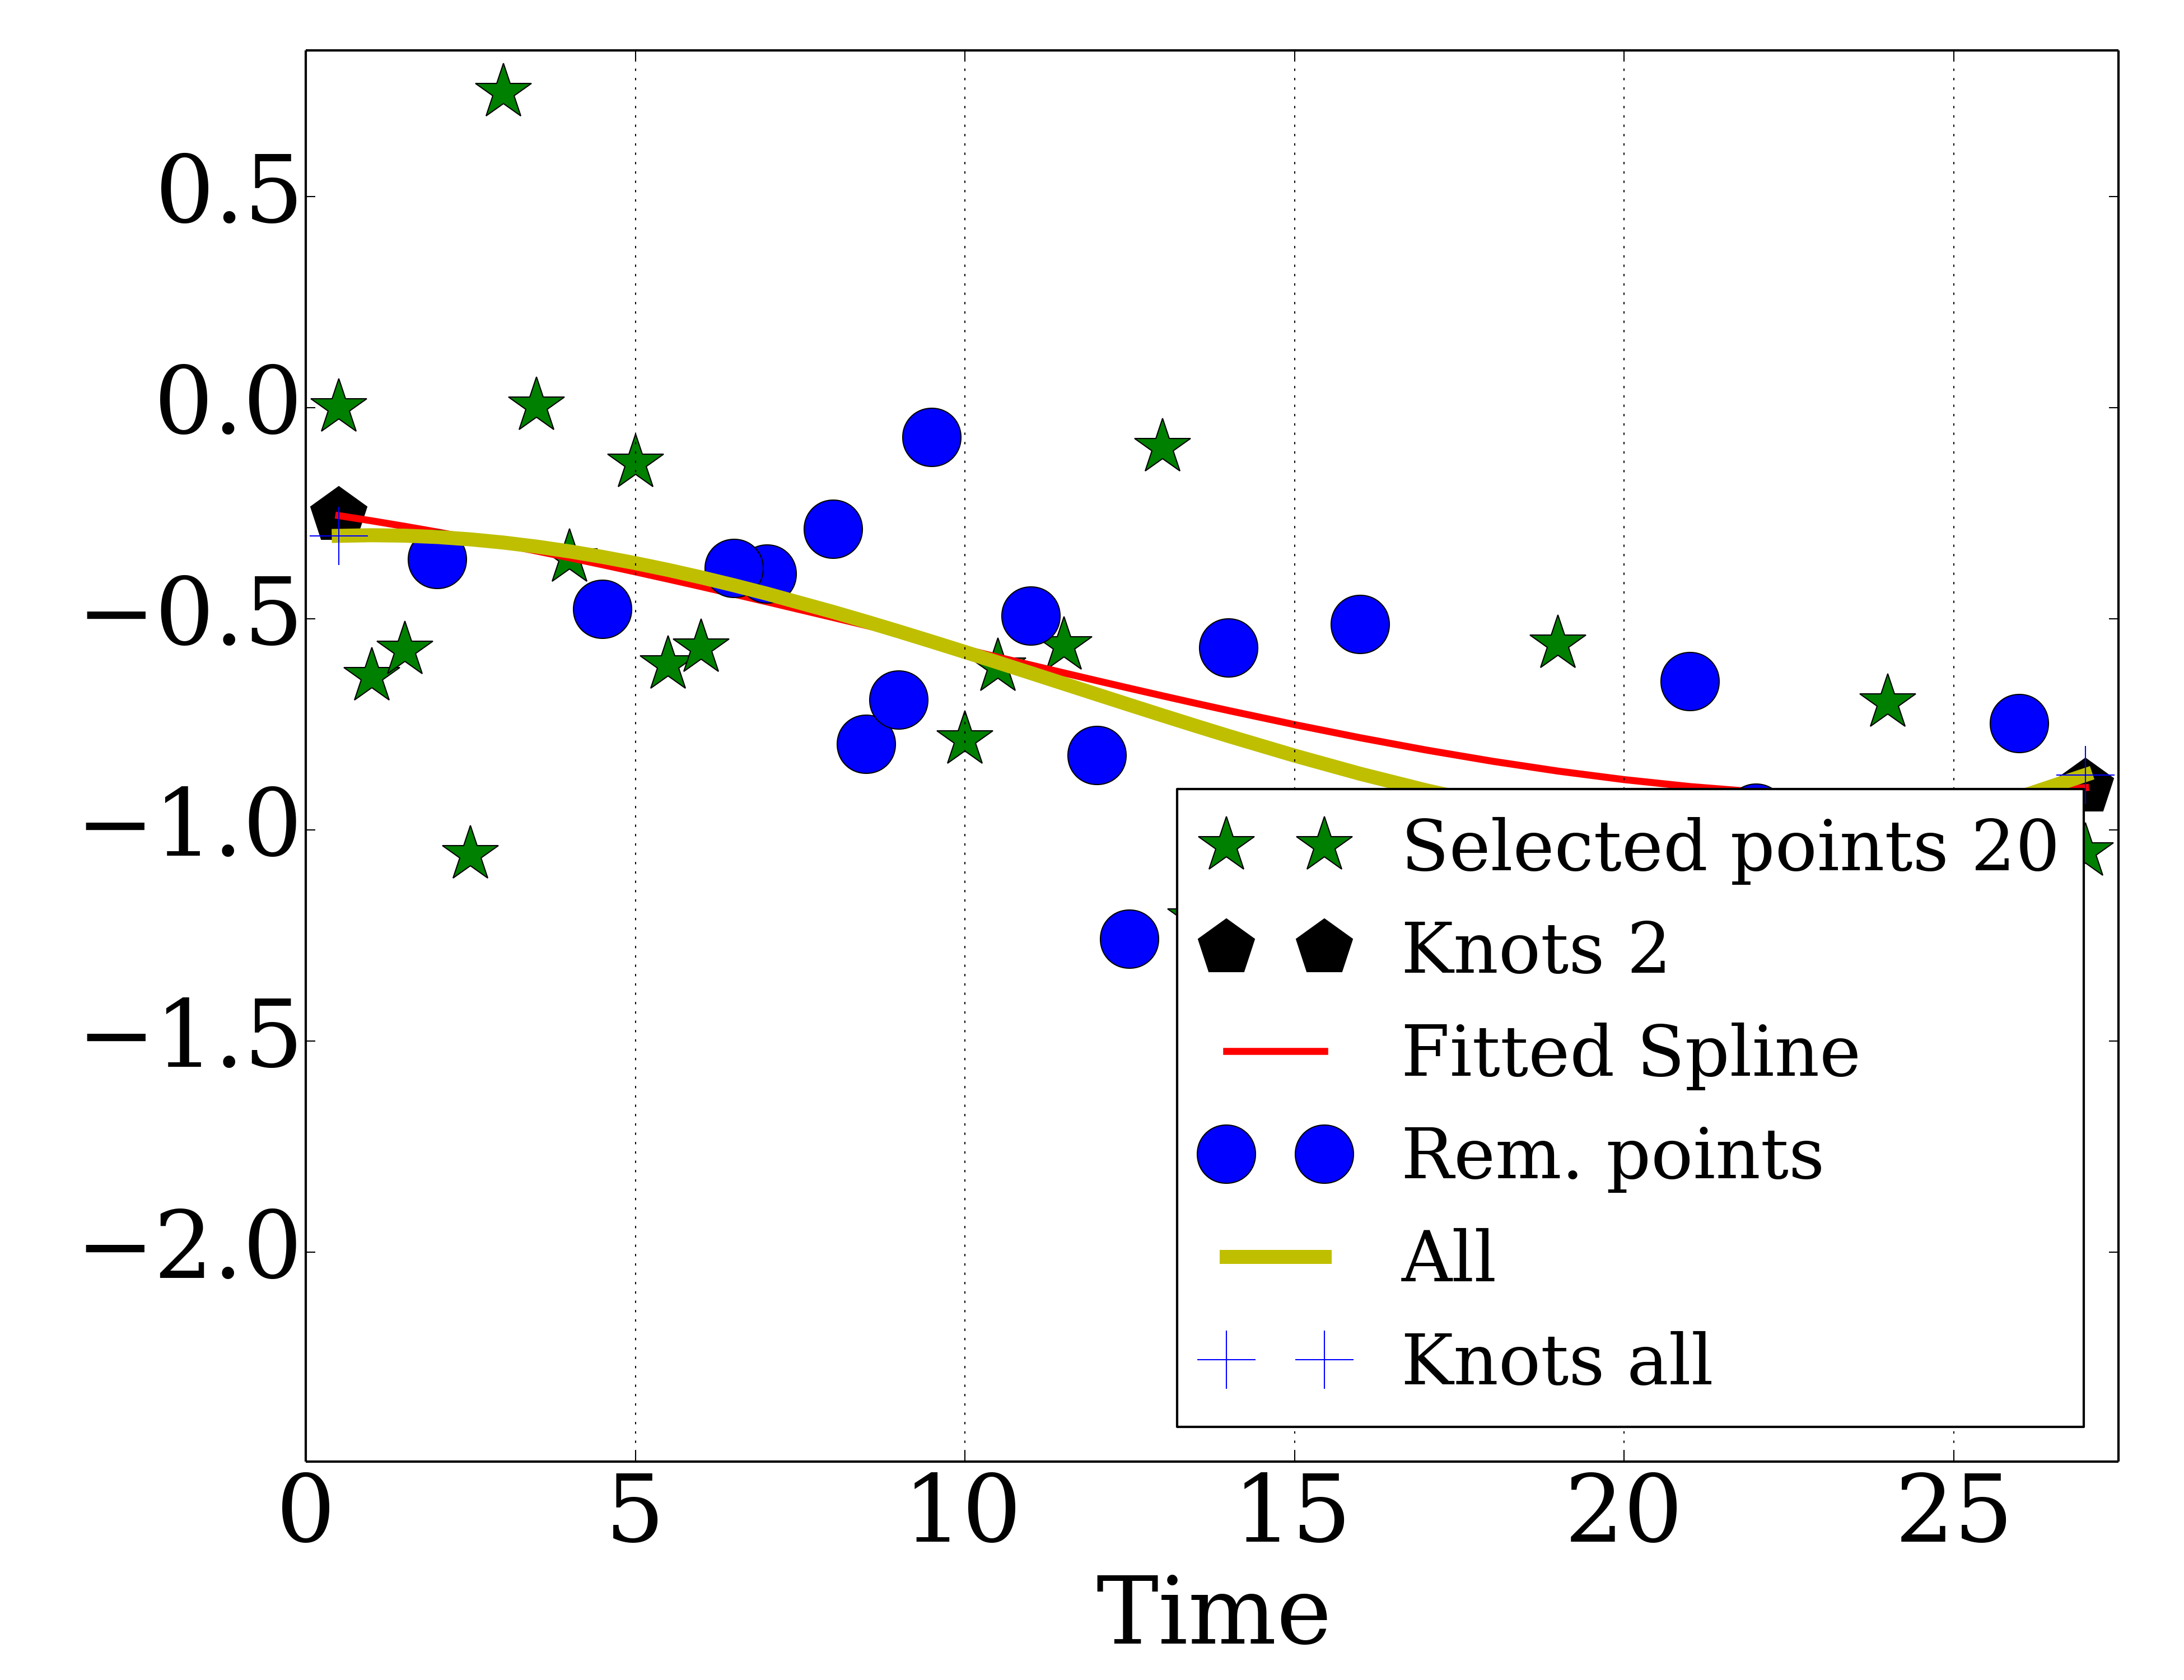 0.5
0.0
−0.5
−1.0
−1.5
−2.0
Selected points 20
Knots 2
Fitted Spline
Rem. points
All
Knots all
0 5 10 15 20 25
Time